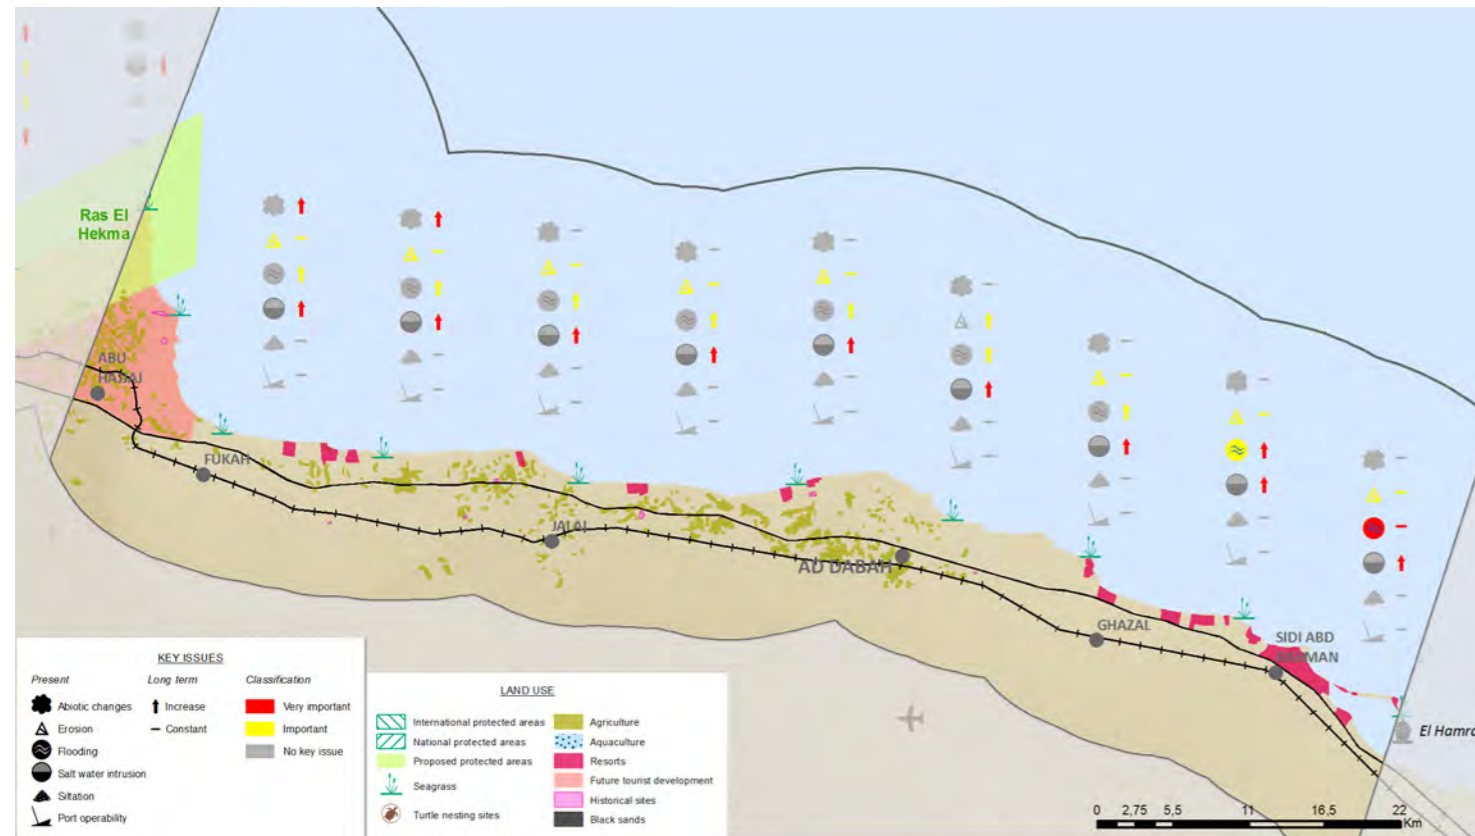 Ras El
Hekma
ABU
HAJJAJ
FUKAH
JALAL
AD DABAH
GHAZAL
SIDI ABD
RAHMAN
El Hamra
KEY ISSUES
Present
Long term
Classification
Abiotic changes
Increase
Very important
Erosion
Constant
Important
Flooding
No key issue
Salt water intrusion
Siltation
Port operability
LAND USE
International protected areas
Agriculture
National protected areas
Aquaculture
Proposed protected areas
Resorts
Seagrass
Future tourist development
Historical sites
Turtle nesting sites
Black sands
0 2,75 5,5 11 16,5 22
Km